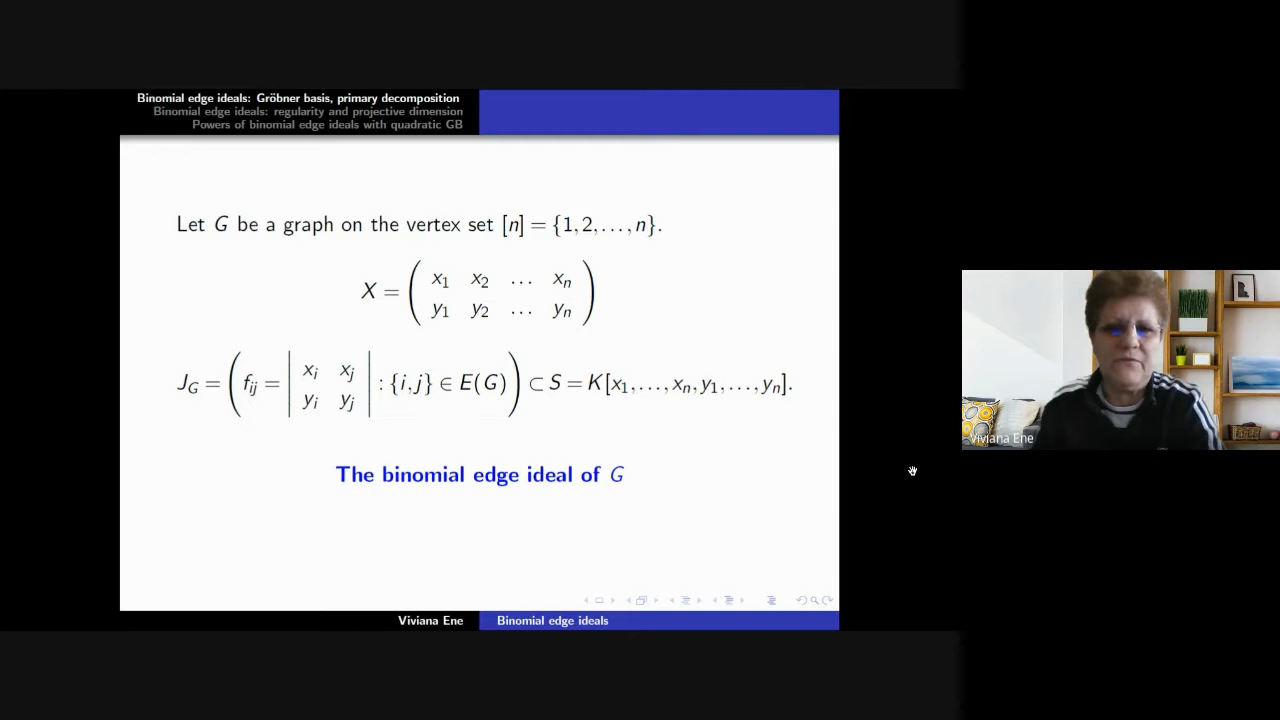 Binomial edge ideals: Gröbner basis, primary decomposition
Binomial edge ideals: regularity and projective dimension
Powers of binomial edge ideals with quadratic GB
Let G be a graph on the vertex set [n] = {1, 2, . . . , n}.
X = ( x₁ x₂ . . . xₙ
y₁ y₂ . . . yₙ )
J_G = ( f_ij = | x_i x_j
y_i y_j | : {i, j} ∈ E(G) ) ⊂ S = K[x₁, . . . , xₙ, y₁, . . . , yₙ].
The binomial edge ideal of G
Viviana Ene
Binomial edge ideals
Viviana Ene